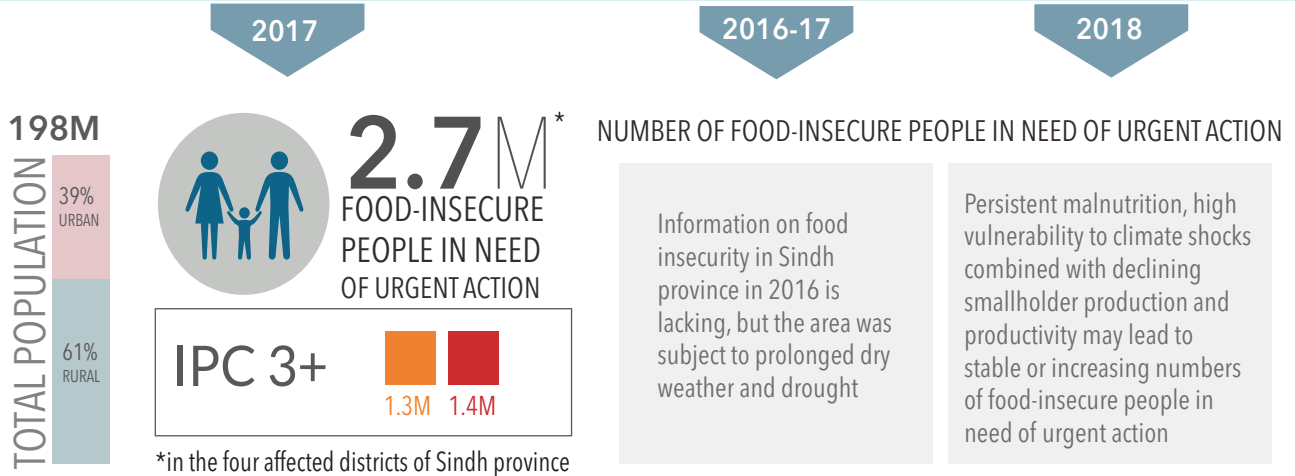 2017
2016-17
2018
198M
TOTAL POPULATION
39%
URBAN
61%
RURAL
2.7M*
FOOD-INSECURE
PEOPLE IN NEED
OF URGENT ACTION
IPC 3+
1.3M 1.4M
*in the four affected districts of Sindh province
NUMBER OF FOOD-INSECURE PEOPLE IN NEED OF URGENT ACTION
Information on food
insecurity in Sindh
province in 2016 is
lacking, but the area was
subject to prolonged dry
weather and drought
Persistent malnutrition, high
vulnerability to climate shocks
combined with declining
smallholder production and
productivity may lead to
stable or increasing numbers
of food-insecure people in
need of urgent action